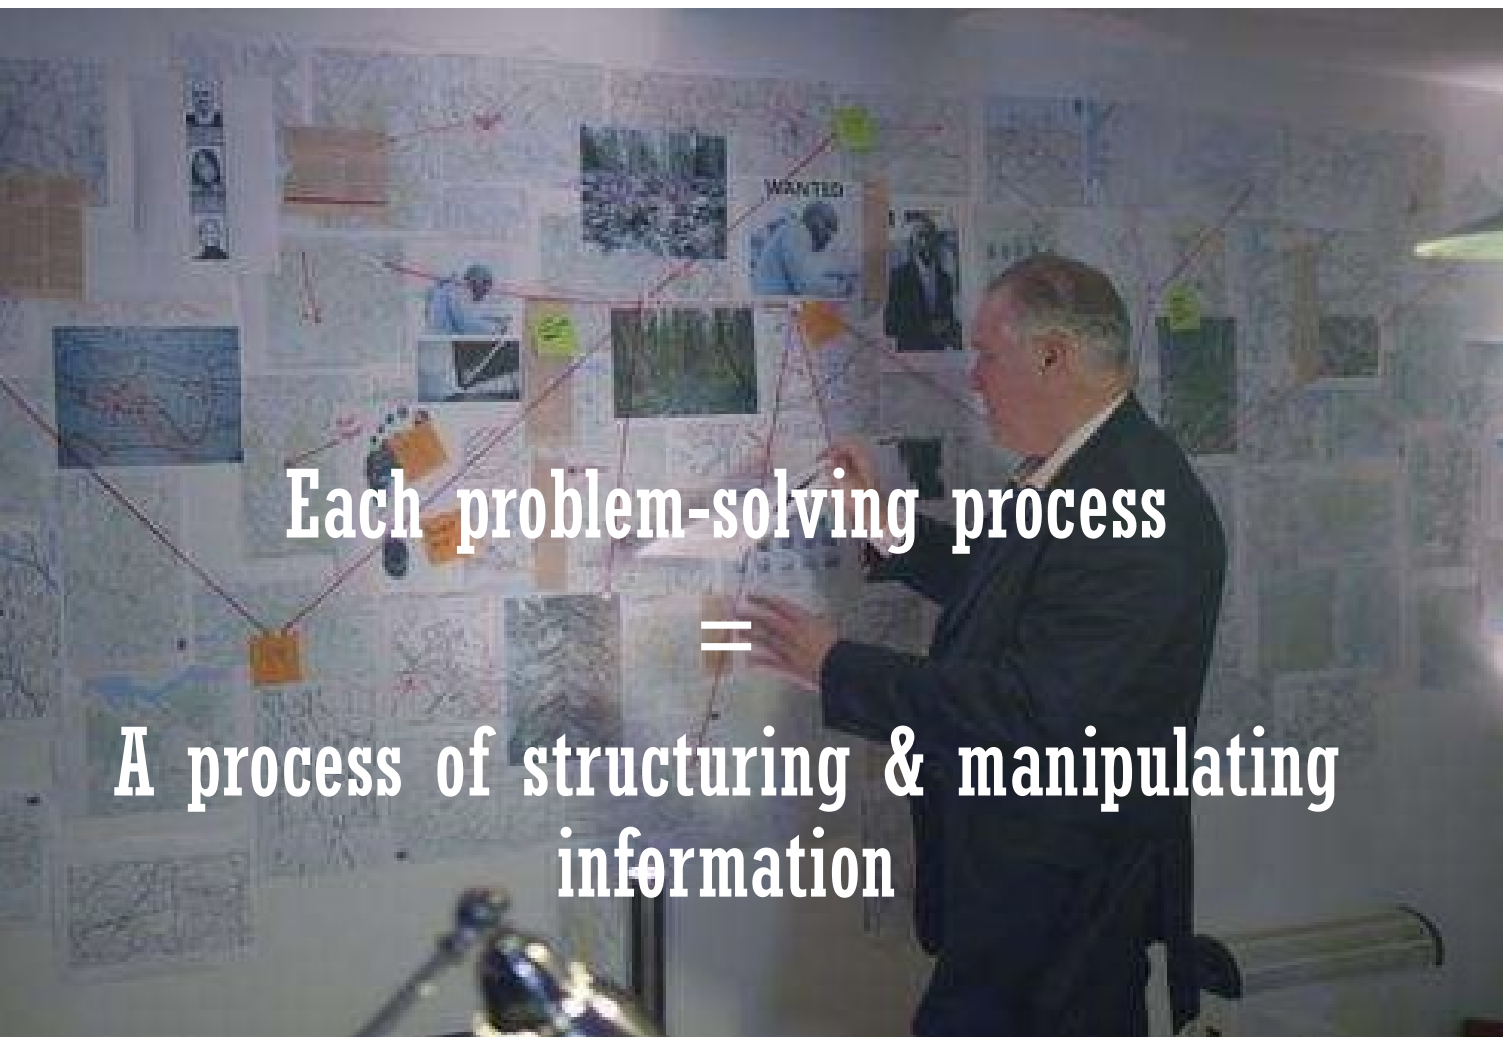 WANTED
Each problem-solving process
=
A process of structuring & manipulating
information